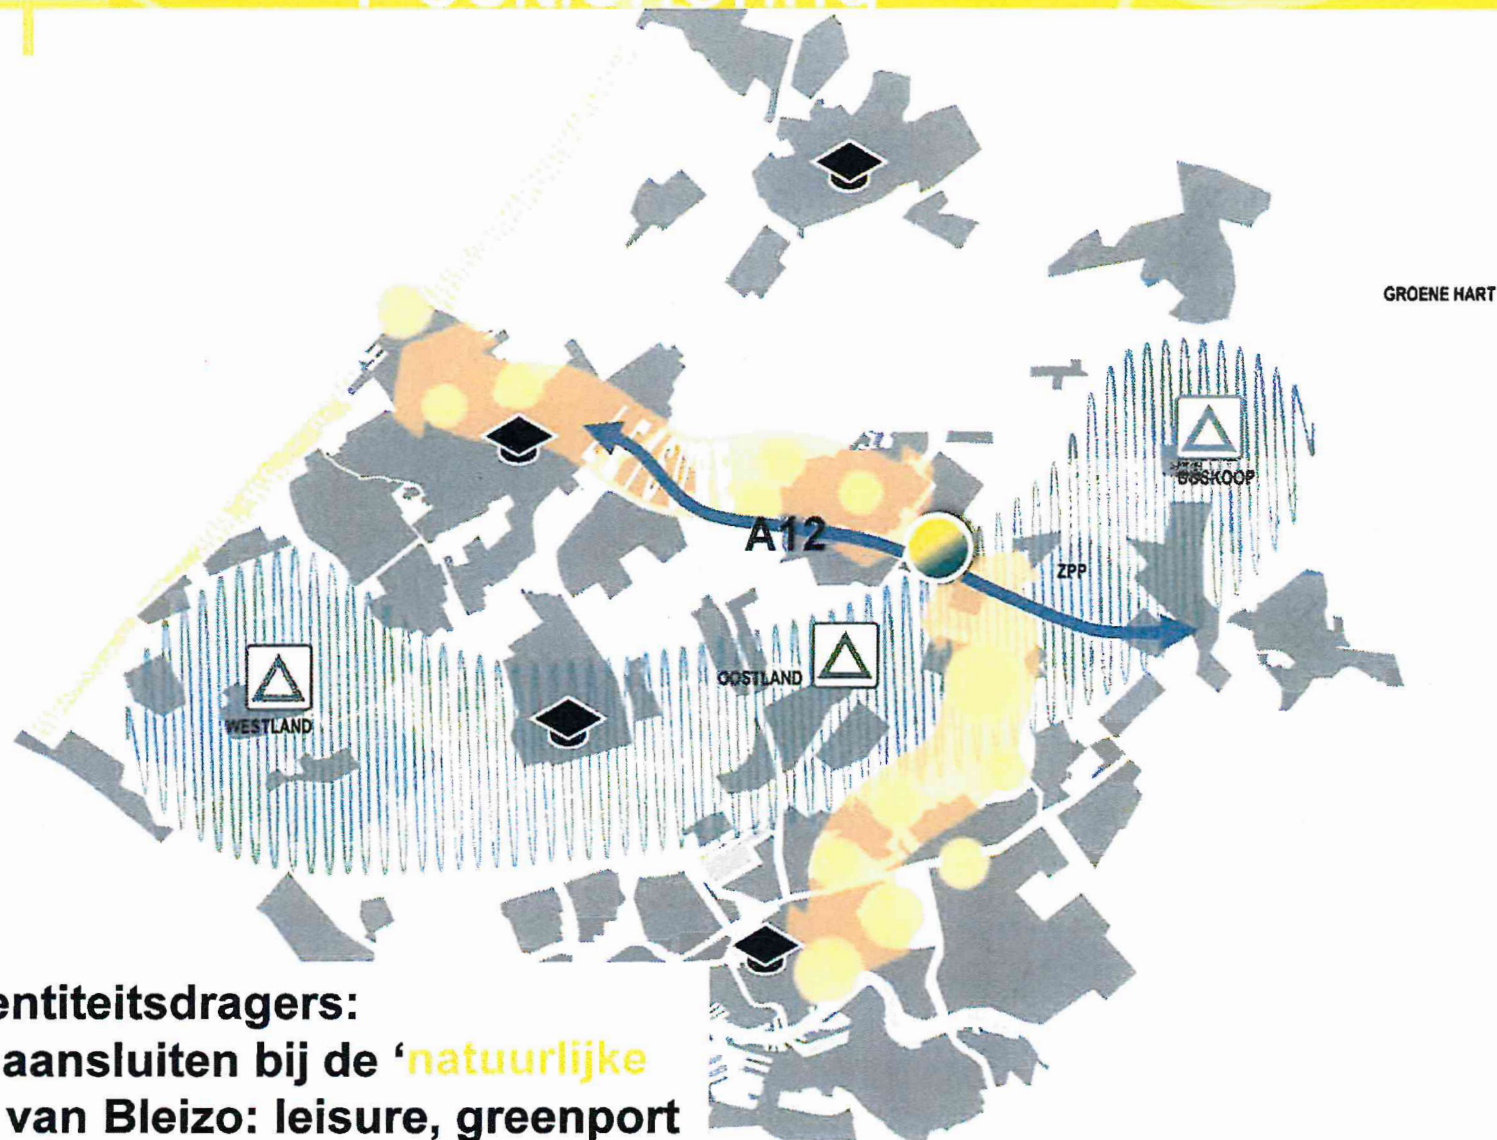 GROENE HART
BOSKOOP
A12
ZPP
OOSTLAND
WESTLAND
entiteitsdragers:
aansluiten bij de ‘natuurlijke
van Bleizo: leisure, greenport